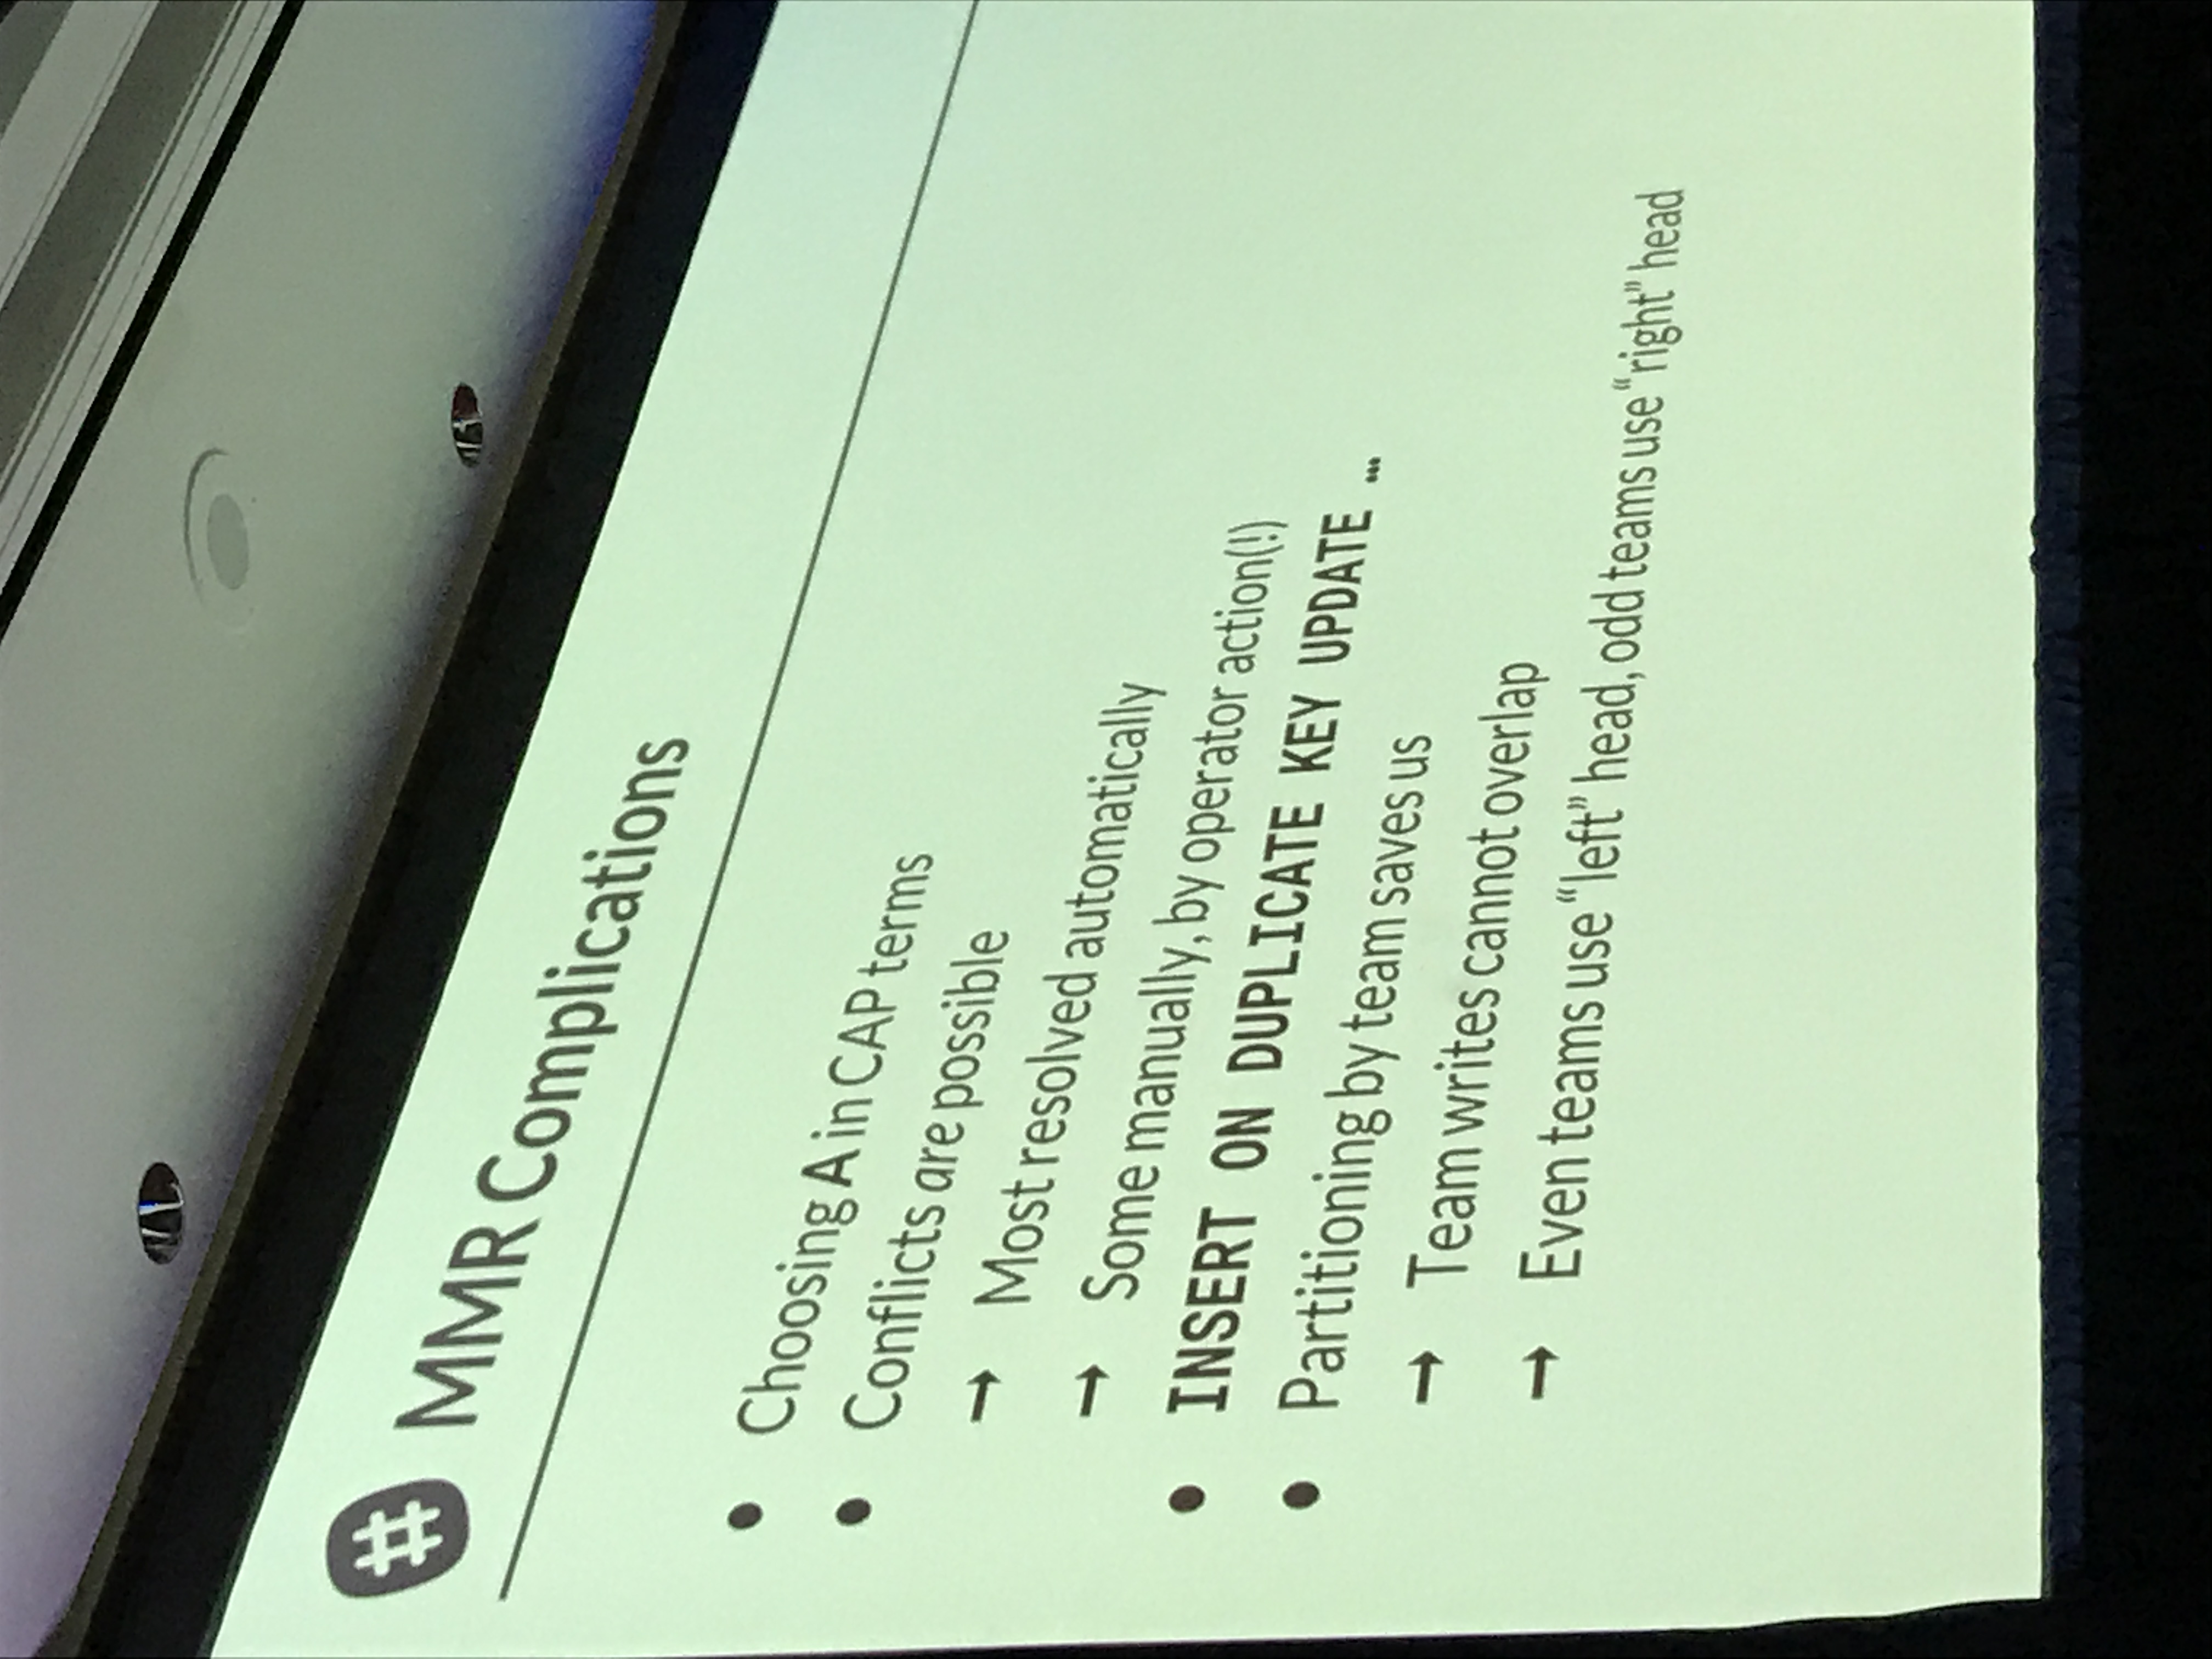 # MMR Complications
● Choosing A in CAP terms
● Conflicts are possible
→ Most resolved automatically
→ Some manually, by operator action(!)
● INSERT ON DUPLICATE KEY UPDATE …
● Partitioning by team saves us
→ Team writes cannot overlap
→ Even teams use “left” head, odd teams use “right” head